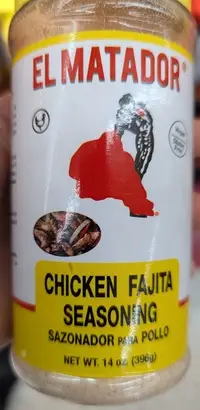 EL MATADOR®
CHICKEN FAJITA
SEASONING
SAZONADOR PARA POLLO
NET WT. 14 oz. (396g)